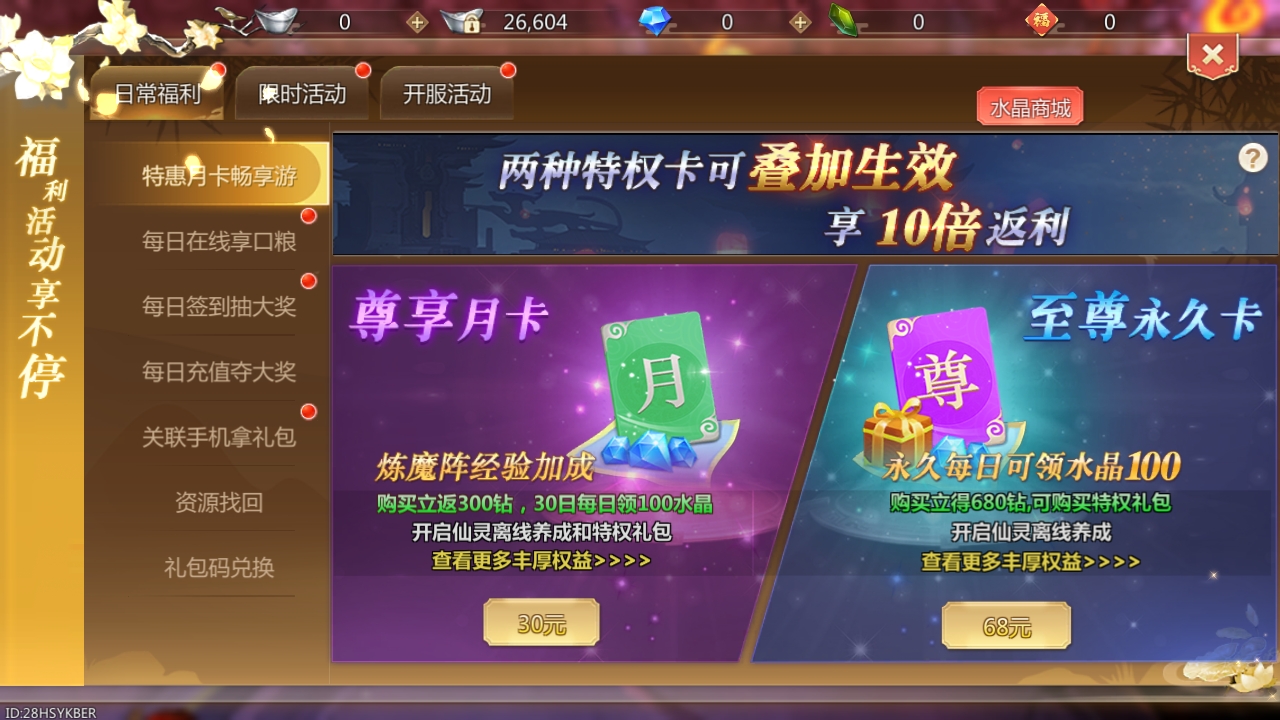 0
26,604
0
0
福
0
日常福利
限时活动
开服活动
水晶商城
福利活动享不停
特惠月卡畅享游
每日在线享口粮
每日签到抽大奖
每日充值夺大奖
关联手机拿礼包
资源找回
礼包码兑换
两种特权卡可叠加生效
享10倍返利
?
尊享月卡
月
炼魔阵经验加成
购买立返300钻，30日每日领100水晶
开启仙灵离线养成和特权礼包
查看更多丰厚权益>>>>
30元
至尊永久卡
尊
永久每日可领水晶100
购买立得680钻,可购买特权礼包
开启仙灵离线养成
查看更多丰厚权益>>>>
68元
ID:28HSYKBER